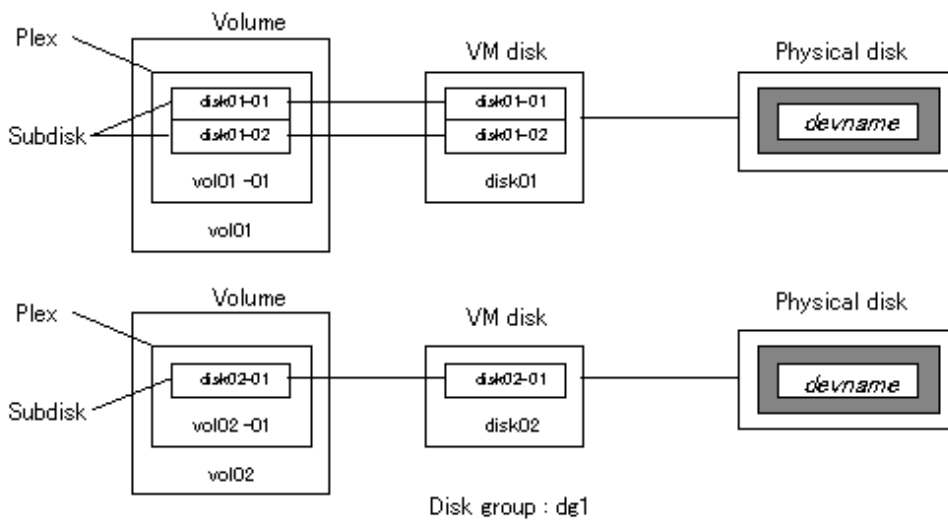 Volume
Plex
VM disk
Physical disk
disk01-01
disk01-01
devname
Subdisk
disk01-02
disk01-02
vol01 -01
disk01
vol01
Volume
Plex
VM disk
Physical disk
disk02-01
disk02-01
devname
Subdisk
vol02 -01
disk02
vol02
Disk group : dg1